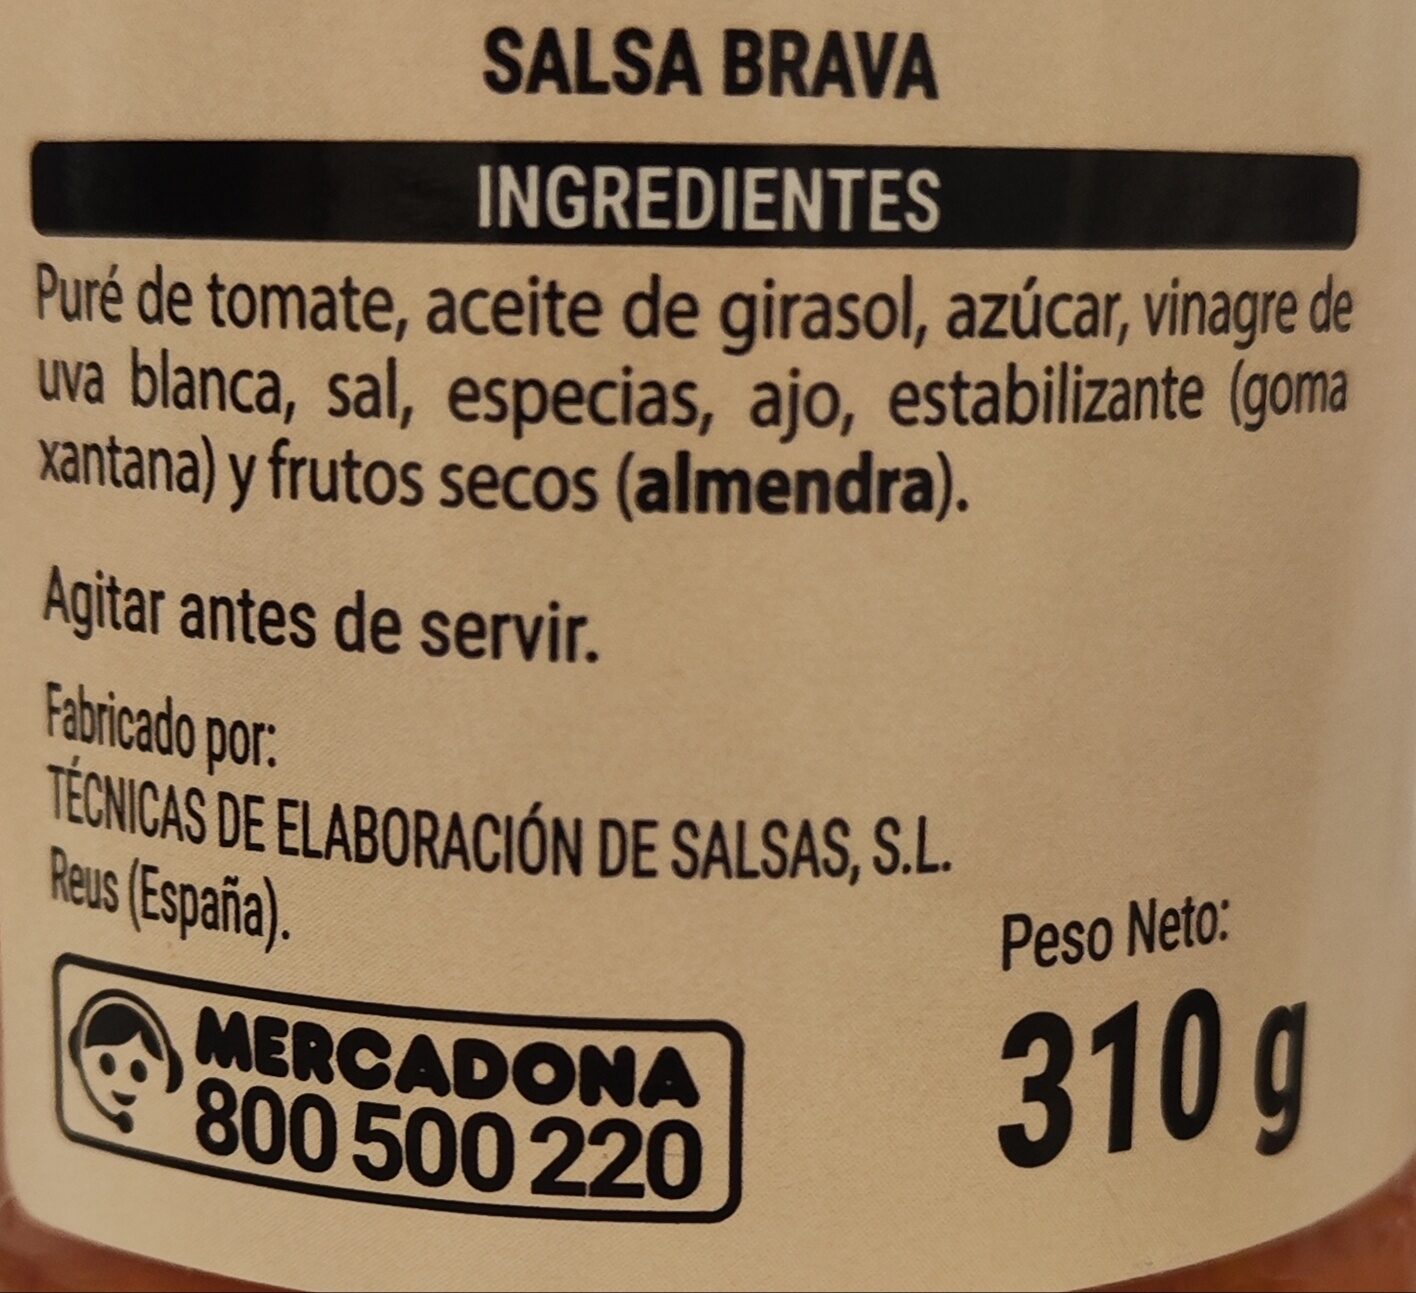 SALSA BRAVA
INGREDIENTES
Puré de tomate, aceite de girasol, azúcar, vinagre de
uva blanca, sal, especias, ajo, estabilizante (goma
xantana) y frutos secos (almendra).
Agitar antes de servir.
Fabricado por:
TÉCNICAS DE ELABORACIÓN DE SALSAS, S.L.
Reus (España).
Peso Neto:
310 g
MERCADONA
800 500 220